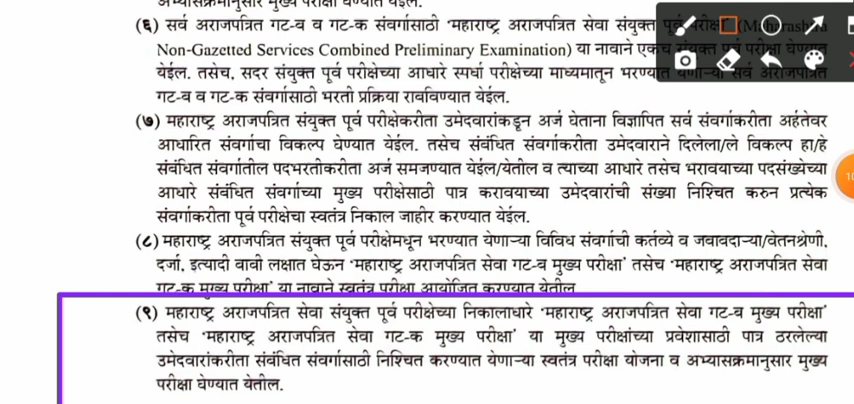 अभ्यासक्रमानुसार मुख्य परीक्षा घेण्यात येईल.
(६) सर्व अराजपत्रित गट-ब व गट-क संवर्गासाठी 'महाराष्ट्र अराजपत्रित सेवा संयुक्त पूर्व परीक्षा' (Maharashtra
Non-Gazetted Services Combined Preliminary Examination) या नावाने एकच संयुक्त पूर्व परीक्षा घेण्यात
येईल. तसेच, सदर संयुक्त पूर्व परीक्षेच्या आधारे स्पर्धा परीक्षेच्या माध्यमातून भरण्यात येणाऱ्या सर्व अराजपत्रित
गट-ब व गट-क संवर्गासाठी भरती प्रक्रिया राबविण्यात येईल.
(७) महाराष्ट्र अराजपत्रित संयुक्त पूर्व परीक्षेकरीता उमेदवारांकडून अर्ज घेताना विज्ञापित सर्व संवर्गाकरीता अर्हतेवर
आधारित संवर्गाचा विकल्प घेण्यात येईल. तसेच संबंधित संवर्गाकरीता उमेदवाराने दिलेला/ले विकल्प हा/हे
संबंधित संवर्गातील पदभरतीकरीता अर्ज समजण्यात येईल/येतील व त्याच्या आधारे तसेच भरावयाच्या पदसंख्येच्या
आधारे संबंधित संवर्गाच्या मुख्य परीक्षेसाठी पात्र करावयाच्या उमेदवारांची संख्या निश्चित करुन प्रत्येक
संवर्गाकरीता पूर्व परीक्षेचा स्वतंत्र निकाल जाहीर करण्यात येईल.
(८) महाराष्ट्र अराजपत्रित संयुक्त पूर्व परीक्षेमधून भरण्यात येणाऱ्या विविध संवर्गाची कर्तव्ये व जवाबदाऱ्या/वेतनश्रेणी,
दर्जा, इत्यादी बाबी लक्षात घेऊन 'महाराष्ट्र अराजपत्रित सेवा गट-ब मुख्य परीक्षा' तसेच 'महाराष्ट्र अराजपत्रित सेवा
गट-क मुख्य परीक्षा' या नावाने स्वतंत्र परीक्षा आयोजित करण्यात येतील
(९) महाराष्ट्र अराजपत्रित सेवा संयुक्त पूर्व परीक्षेच्या निकालाधारे 'महाराष्ट्र अराजपत्रित सेवा गट-ब मुख्य परीक्षा'
तसेच 'महाराष्ट्र अराजपत्रित सेवा गट-क मुख्य परीक्षा' या मुख्य परीक्षांच्या प्रवेशासाठी पात्र ठरलेल्या
उमेदवारांकरीता संबंधित संवर्गासाठी निश्चित करण्यात येणाऱ्या स्वतंत्र परीक्षा योजना व अभ्यासक्रमानुसार मुख्य
परीक्षा घेण्यात येतील.